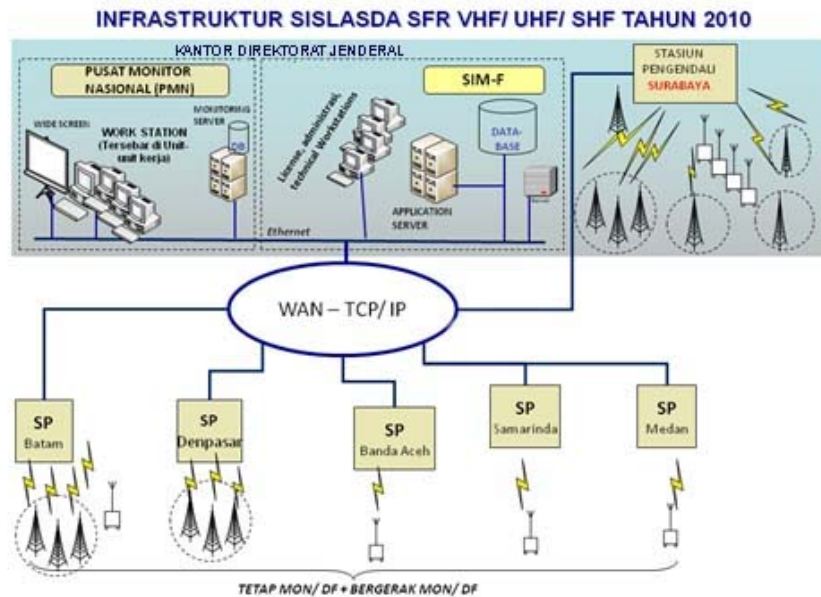 INFRASTRUKTUR SISLASDA SFR VHF/ UHF/ SHF TAHUN 2010
KANTOR DIREKTORAT JENDERAL
PUSAT MONITOR
NASIONAL (PMN)
WIDE SCREEN
WORK STATION
(Tersebar di Unit-
unit kerja)
MONITORING
SERVER
DB
SIM-F
License, administrasi,
technical Workstations
DATA-
BASE
APPLICATION
SERVER
Ethernet
STASIUN
PENGENDALI
SURABAYA
WAN – TCP/ IP
SP
Batam
SP
Denpasar
SP
Banda Aceh
SP
Samarinda
SP
Medan
TETAP MON/ DF + BERGERAK MON/ DF